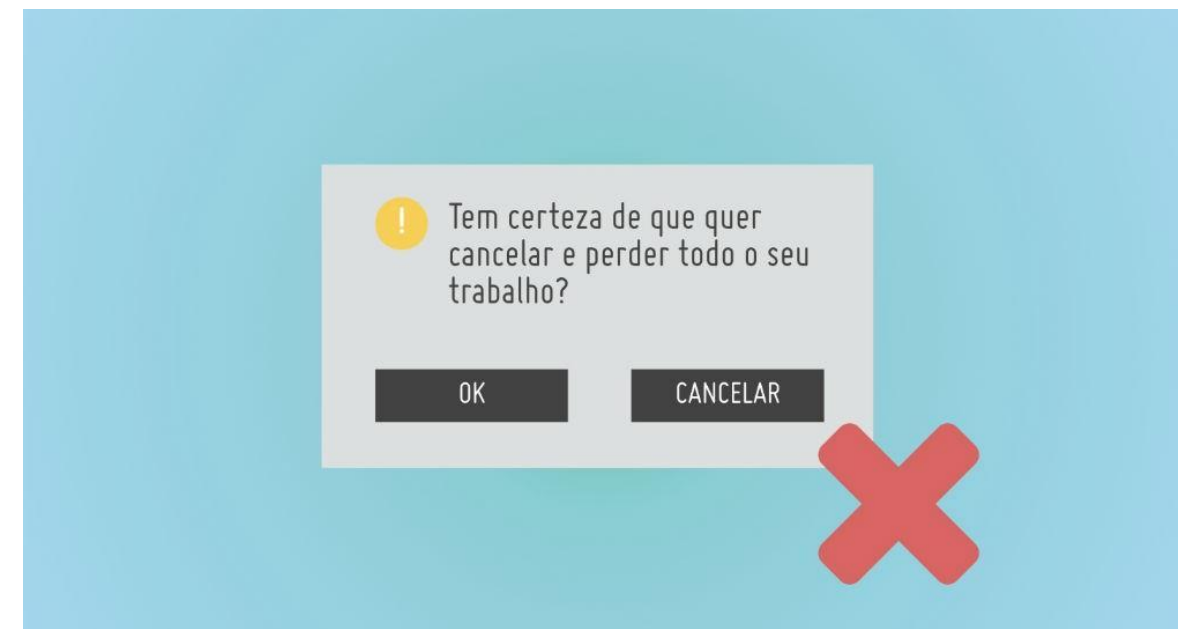 !
Tem certeza de que quer
cancelar e perder todo o seu
trabalho?
OK
CANCELAR